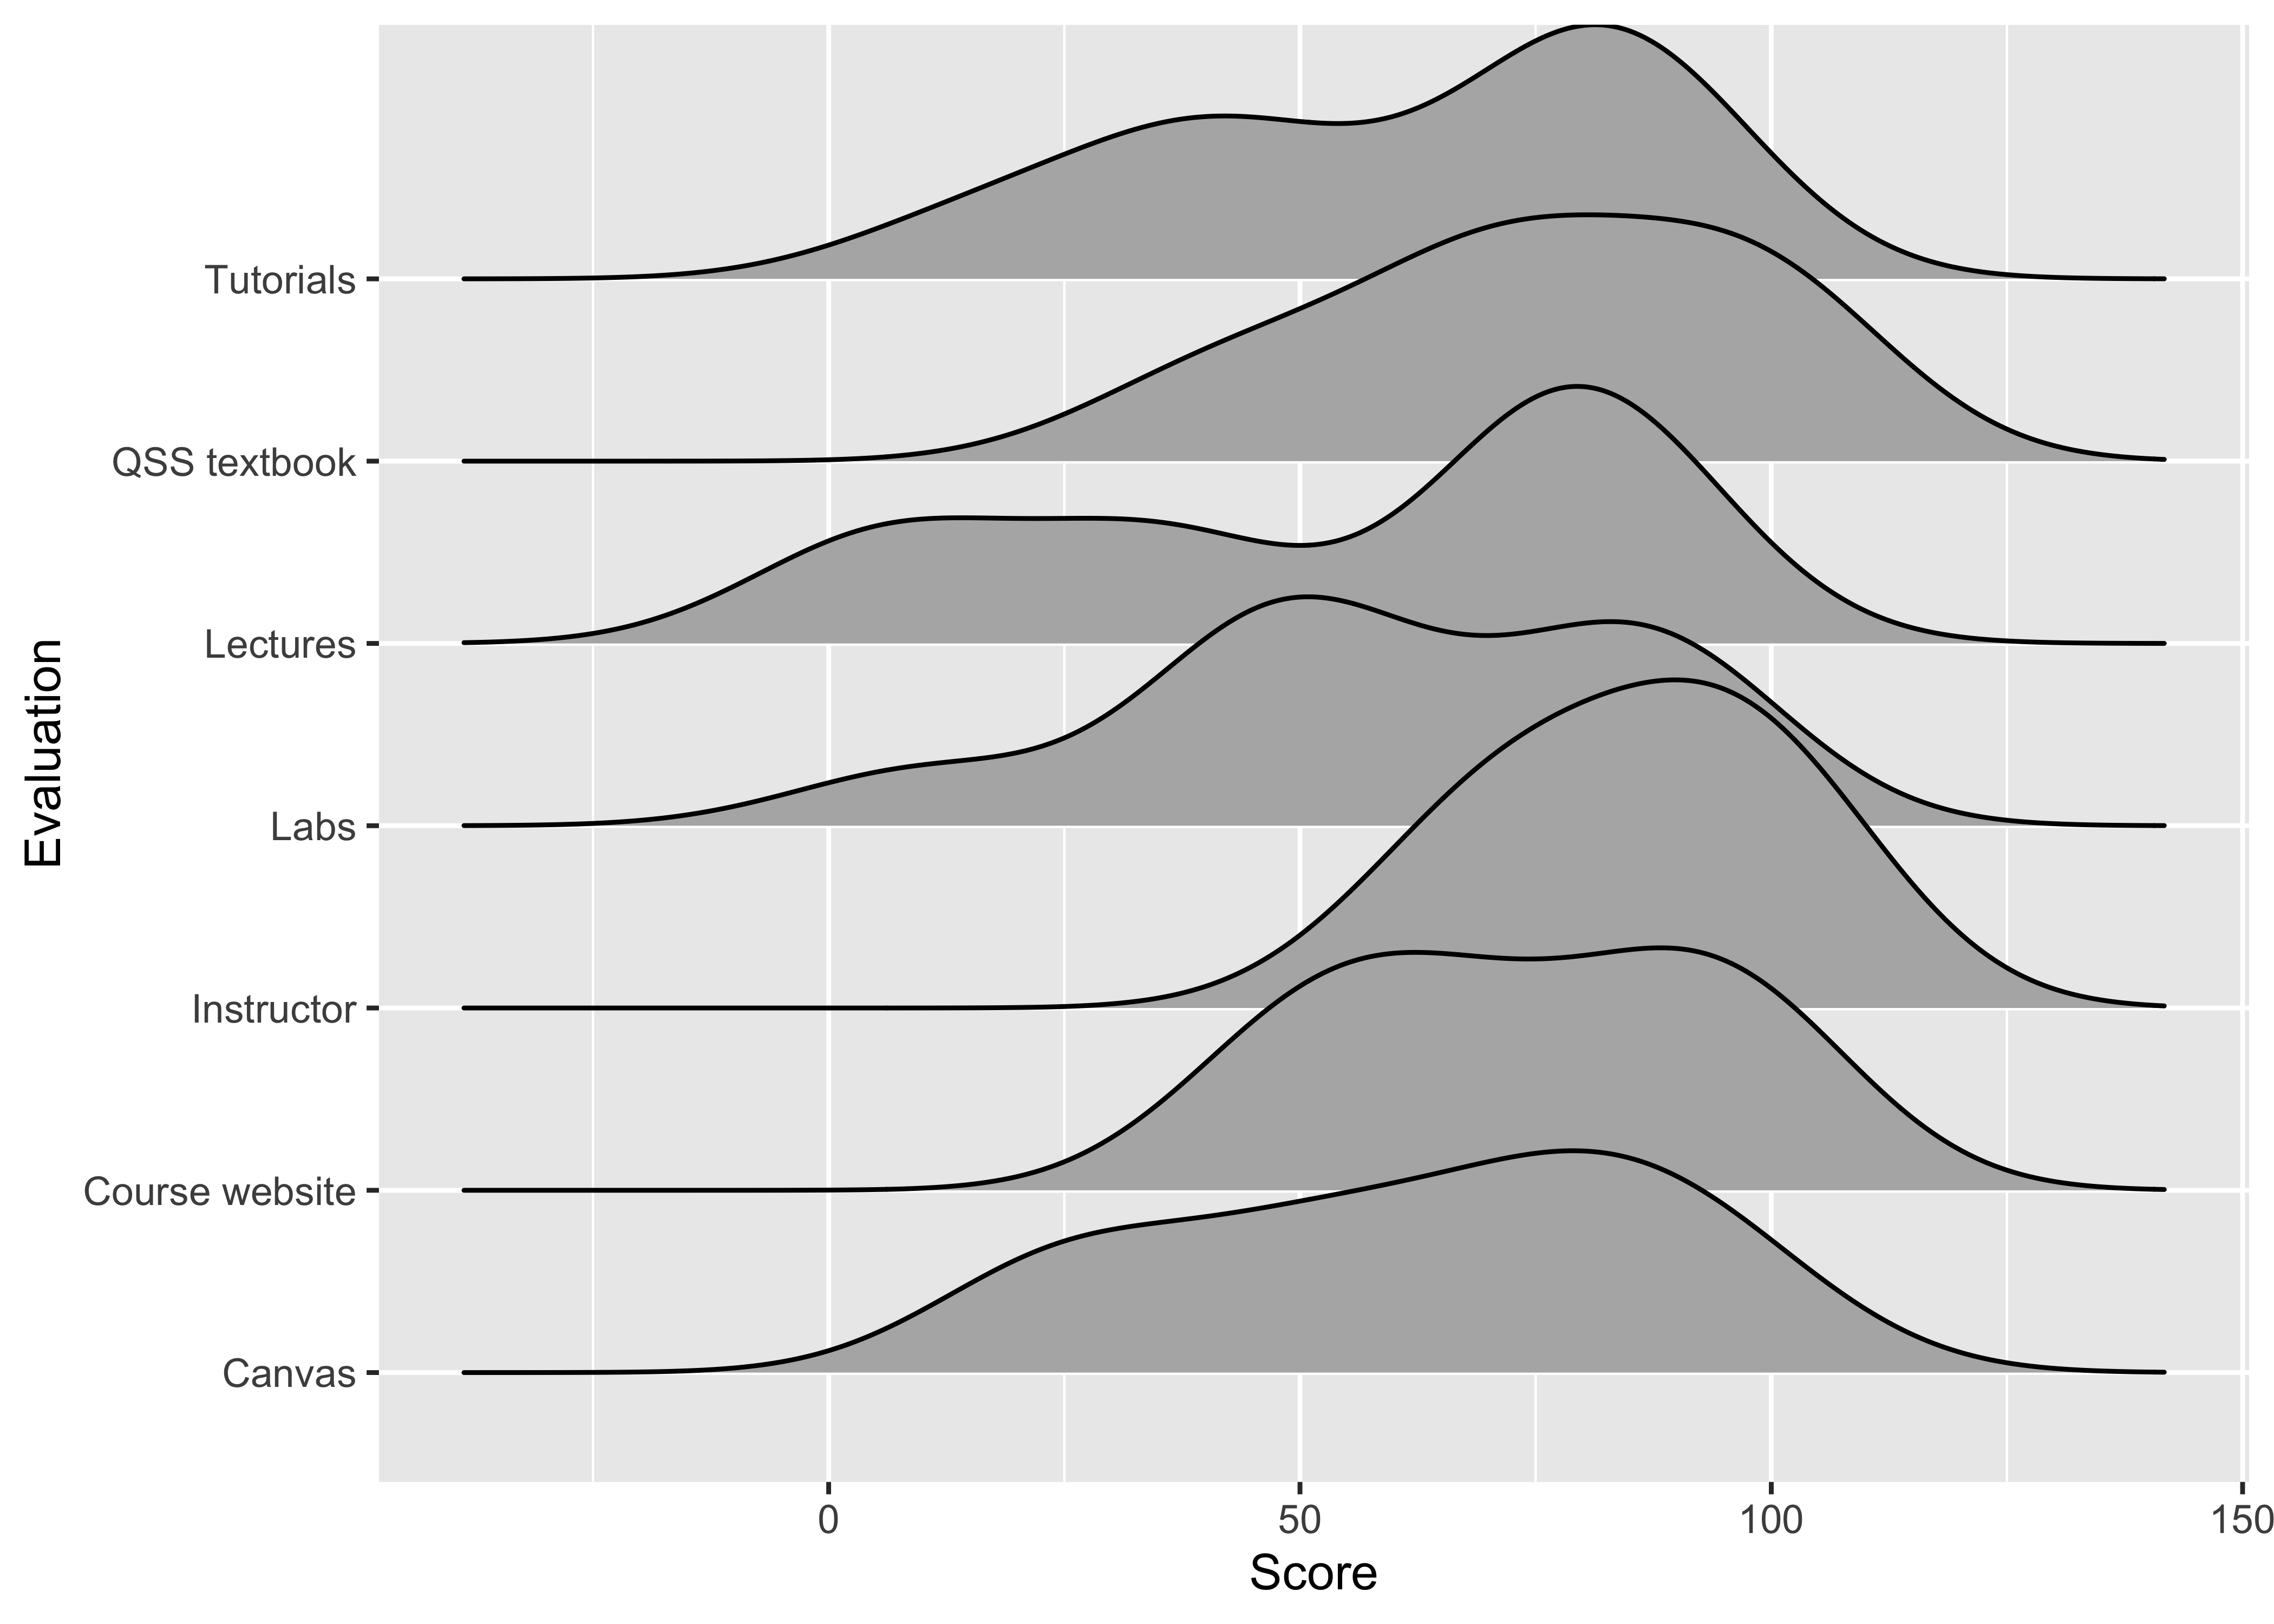 Tutorials
QSS textbook
Lectures
Labs
Instructor
Course website
Canvas
Evaluation
0 50 100 150
Score